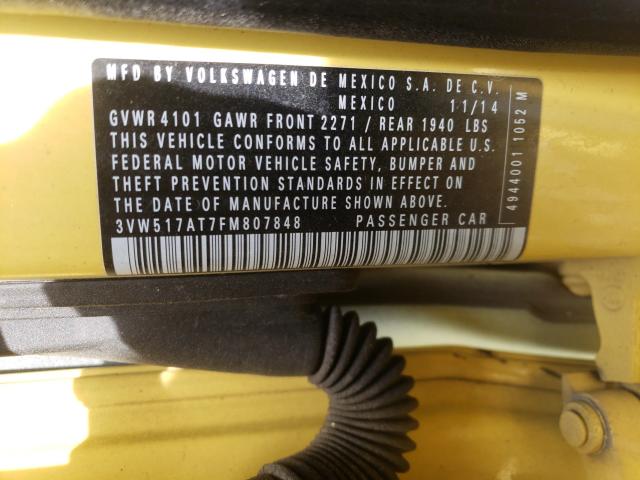 MFD BY VOLKSWAGEN DE MEXICO S.A. DE C.V.
MEXICO 11/14
GVWR 4101 GAWR FRONT 2271 / REAR 1940 LBS
THIS VEHICLE CONFORMS TO ALL APPLICABLE U.S.
FEDERAL MOTOR VEHICLE SAFETY, BUMPER AND
THEFT PREVENTION STANDARDS IN EFFECT ON
THE DATE OF MANUFACTURE SHOWN ABOVE.
3VW517AT7FM807848 PASSENGER CAR
4944001 1052 M